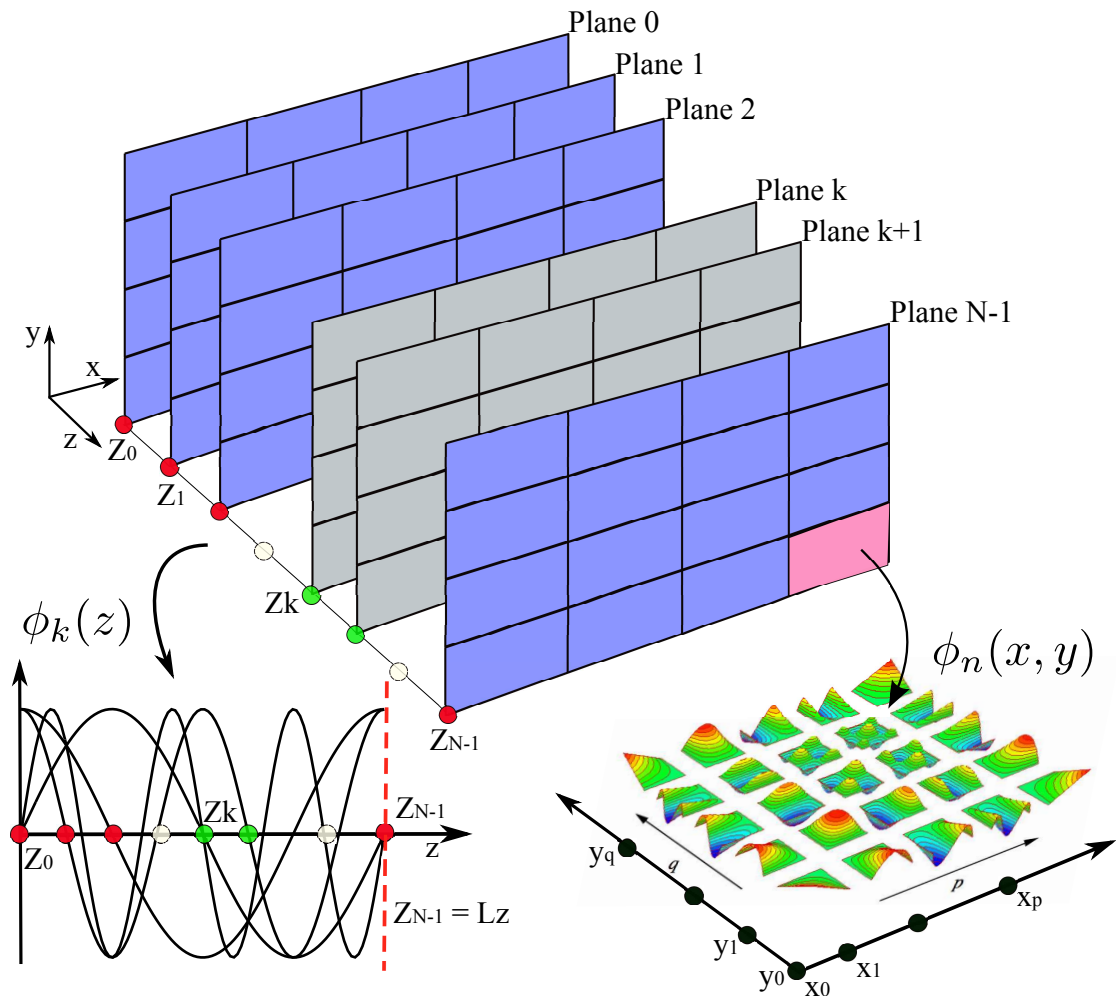 Plane 0
Plane 1
Plane 2
Plane k
Plane k+1
Plane N-1
y
x
z
Z0
Z1
Zk
ZN-1
ϕk(z)
ϕn(x, y)
Zk
ZN-1
Z0
z
ZN-1 = Lz
yq
q
p
xp
y1
y0
x0
x1